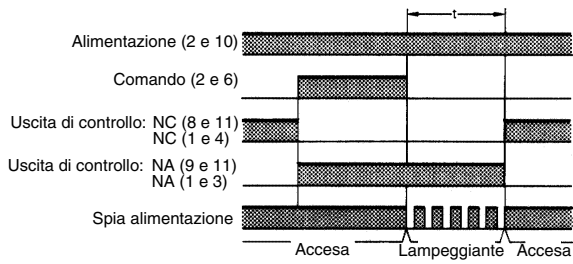 t
Alimentazione (2 e 10)
Comando (2 e 6)
Uscita di controllo: NC (8 e 11)
NC (1 e 4)
Uscita di controllo: NA (9 e 11)
NA (1 e 3)
Spia alimentazione
Accesa
Lampeggiante
Accesa